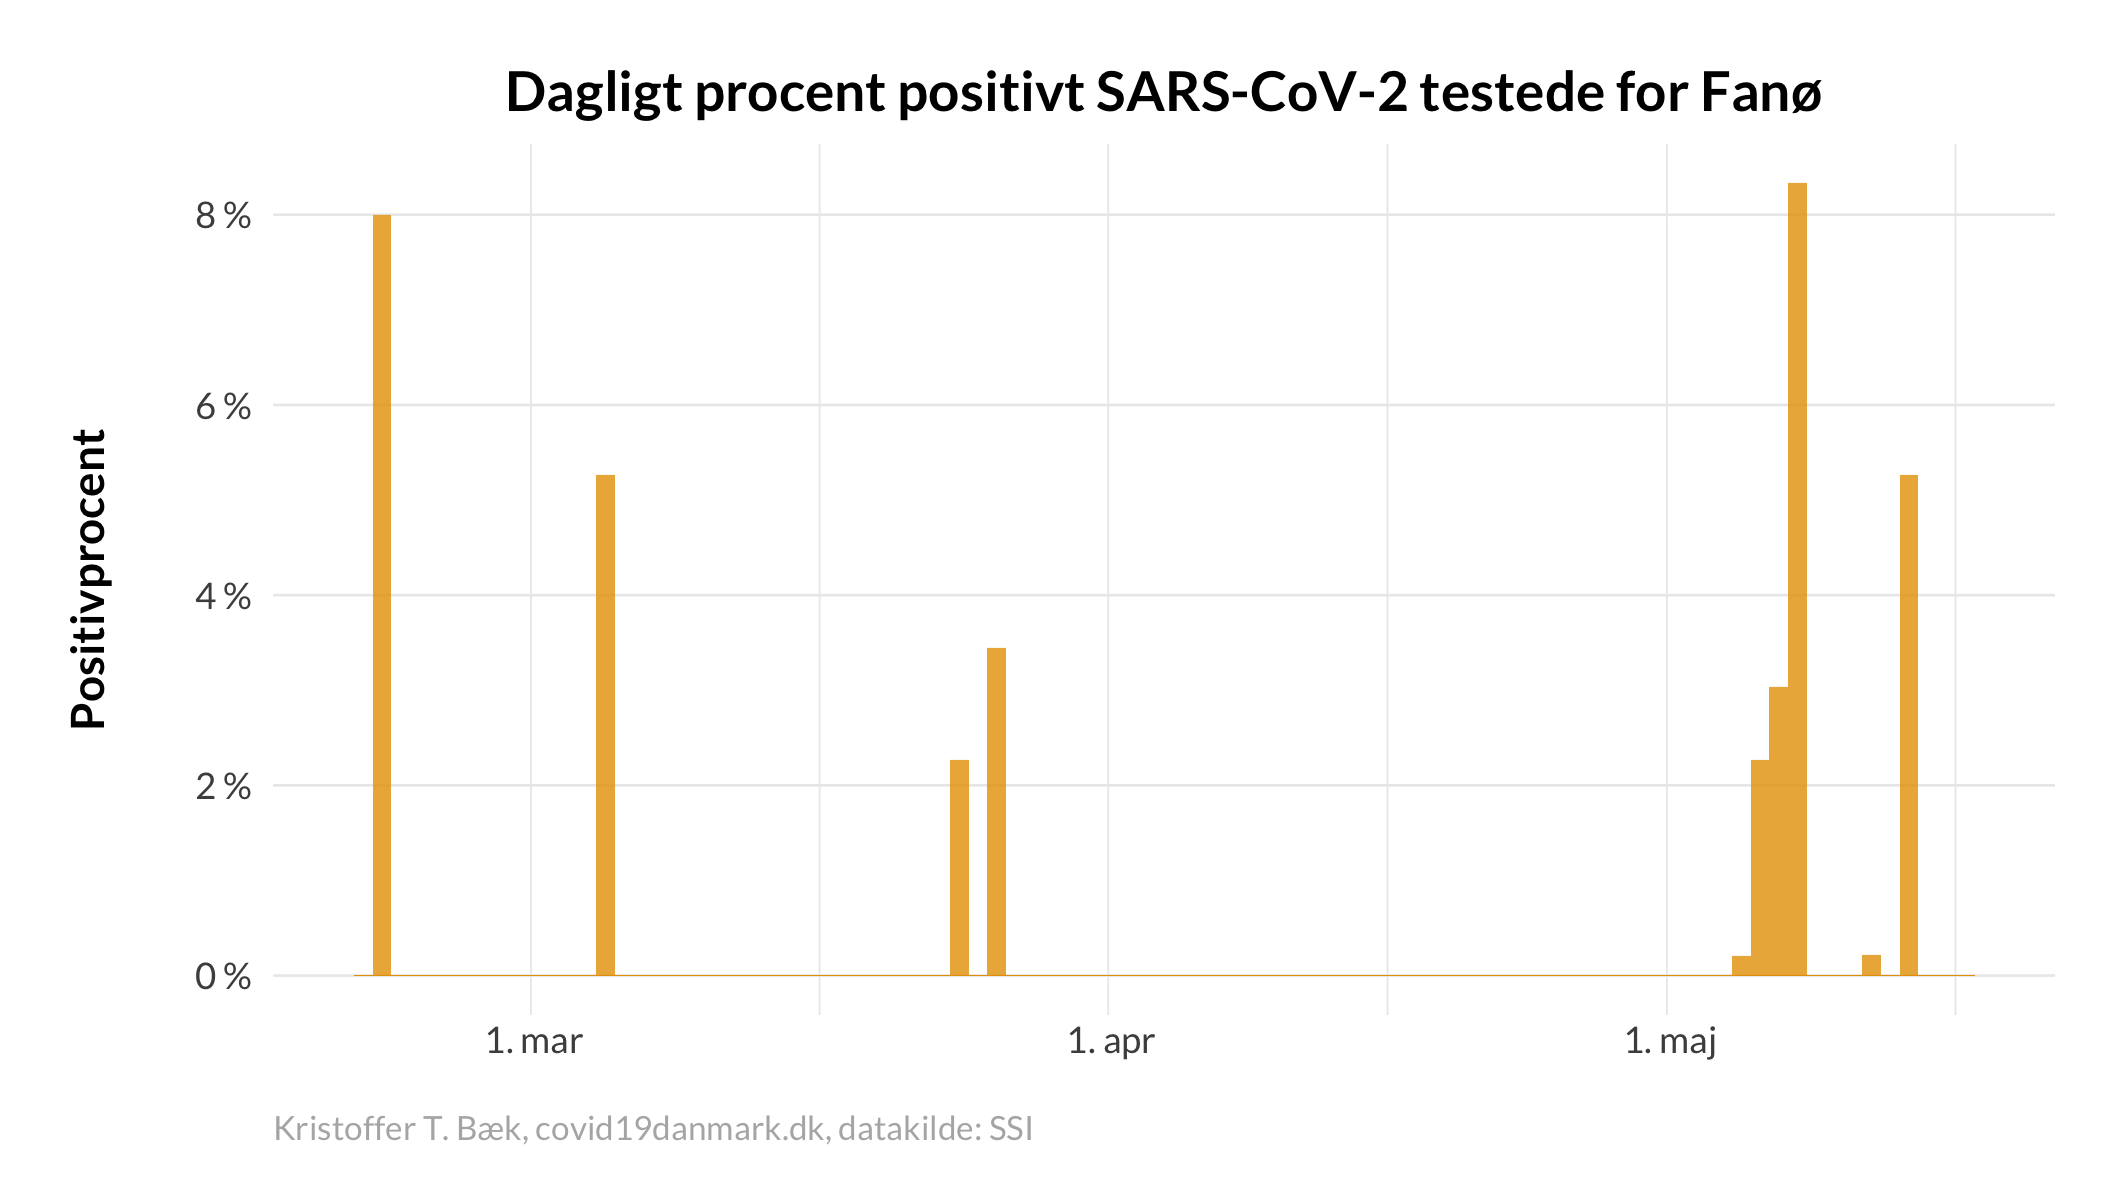 Dagligt procent positivt SARS-CoV-2 testede for Fanø
Positivprocent
8 %
6 %
4 %
2 %
0 %
1. mar
1. apr
1. maj
Kristoffer T. Bæk, covid19danmark.dk, datakilde: SSI